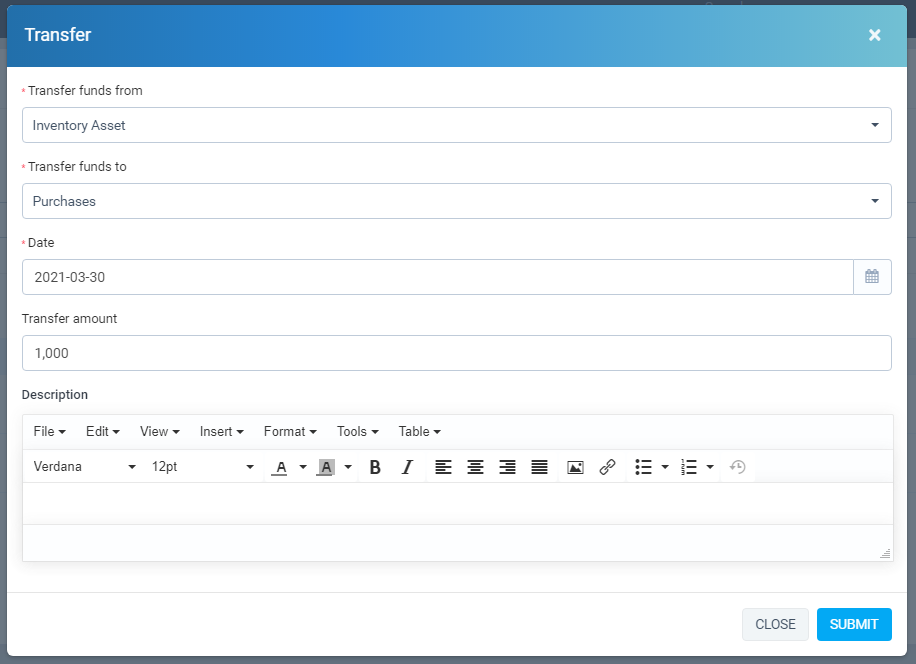 Transfer ×
* Transfer funds from
Inventory Asset
* Transfer funds to
Purchases
* Date
2021-03-30
Transfer amount
1,000
Description
File Edit View Insert Format Tools Table
Verdana 12pt A A B I
CLOSE SUBMIT